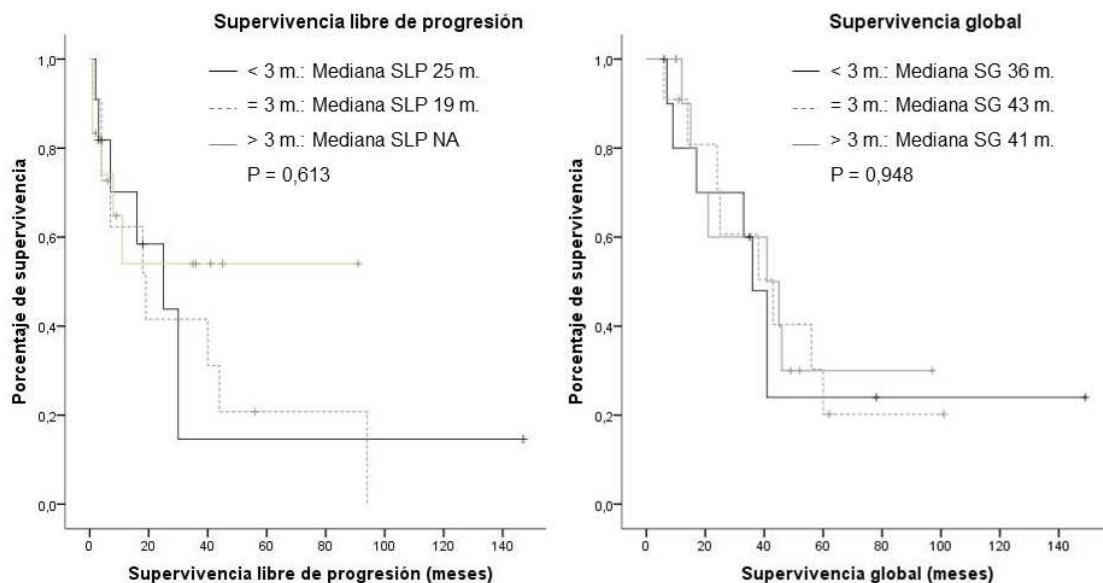 Supervivencia libre de progresión
Porcentaje de supervivencia
1,0
0,8
0,6
0,4
0,2
0,0
< 3 m.: Mediana SLP 25 m.
= 3 m.: Mediana SLP 19 m.
> 3 m.: Mediana SLP NA
P = 0,613
0 20 40 60 80 100 120 140
Supervivencia libre de progresión (meses)
Supervivencia global
Porcentaje de supervivencia
1,0
0,8
0,6
0,4
0,2
0,0
< 3 m.: Mediana SG 36 m.
= 3 m.: Mediana SG 43 m.
> 3 m.: Mediana SG 41 m.
P = 0,948
0 20 40 60 80 100 120 140
Supervivencia global (meses)